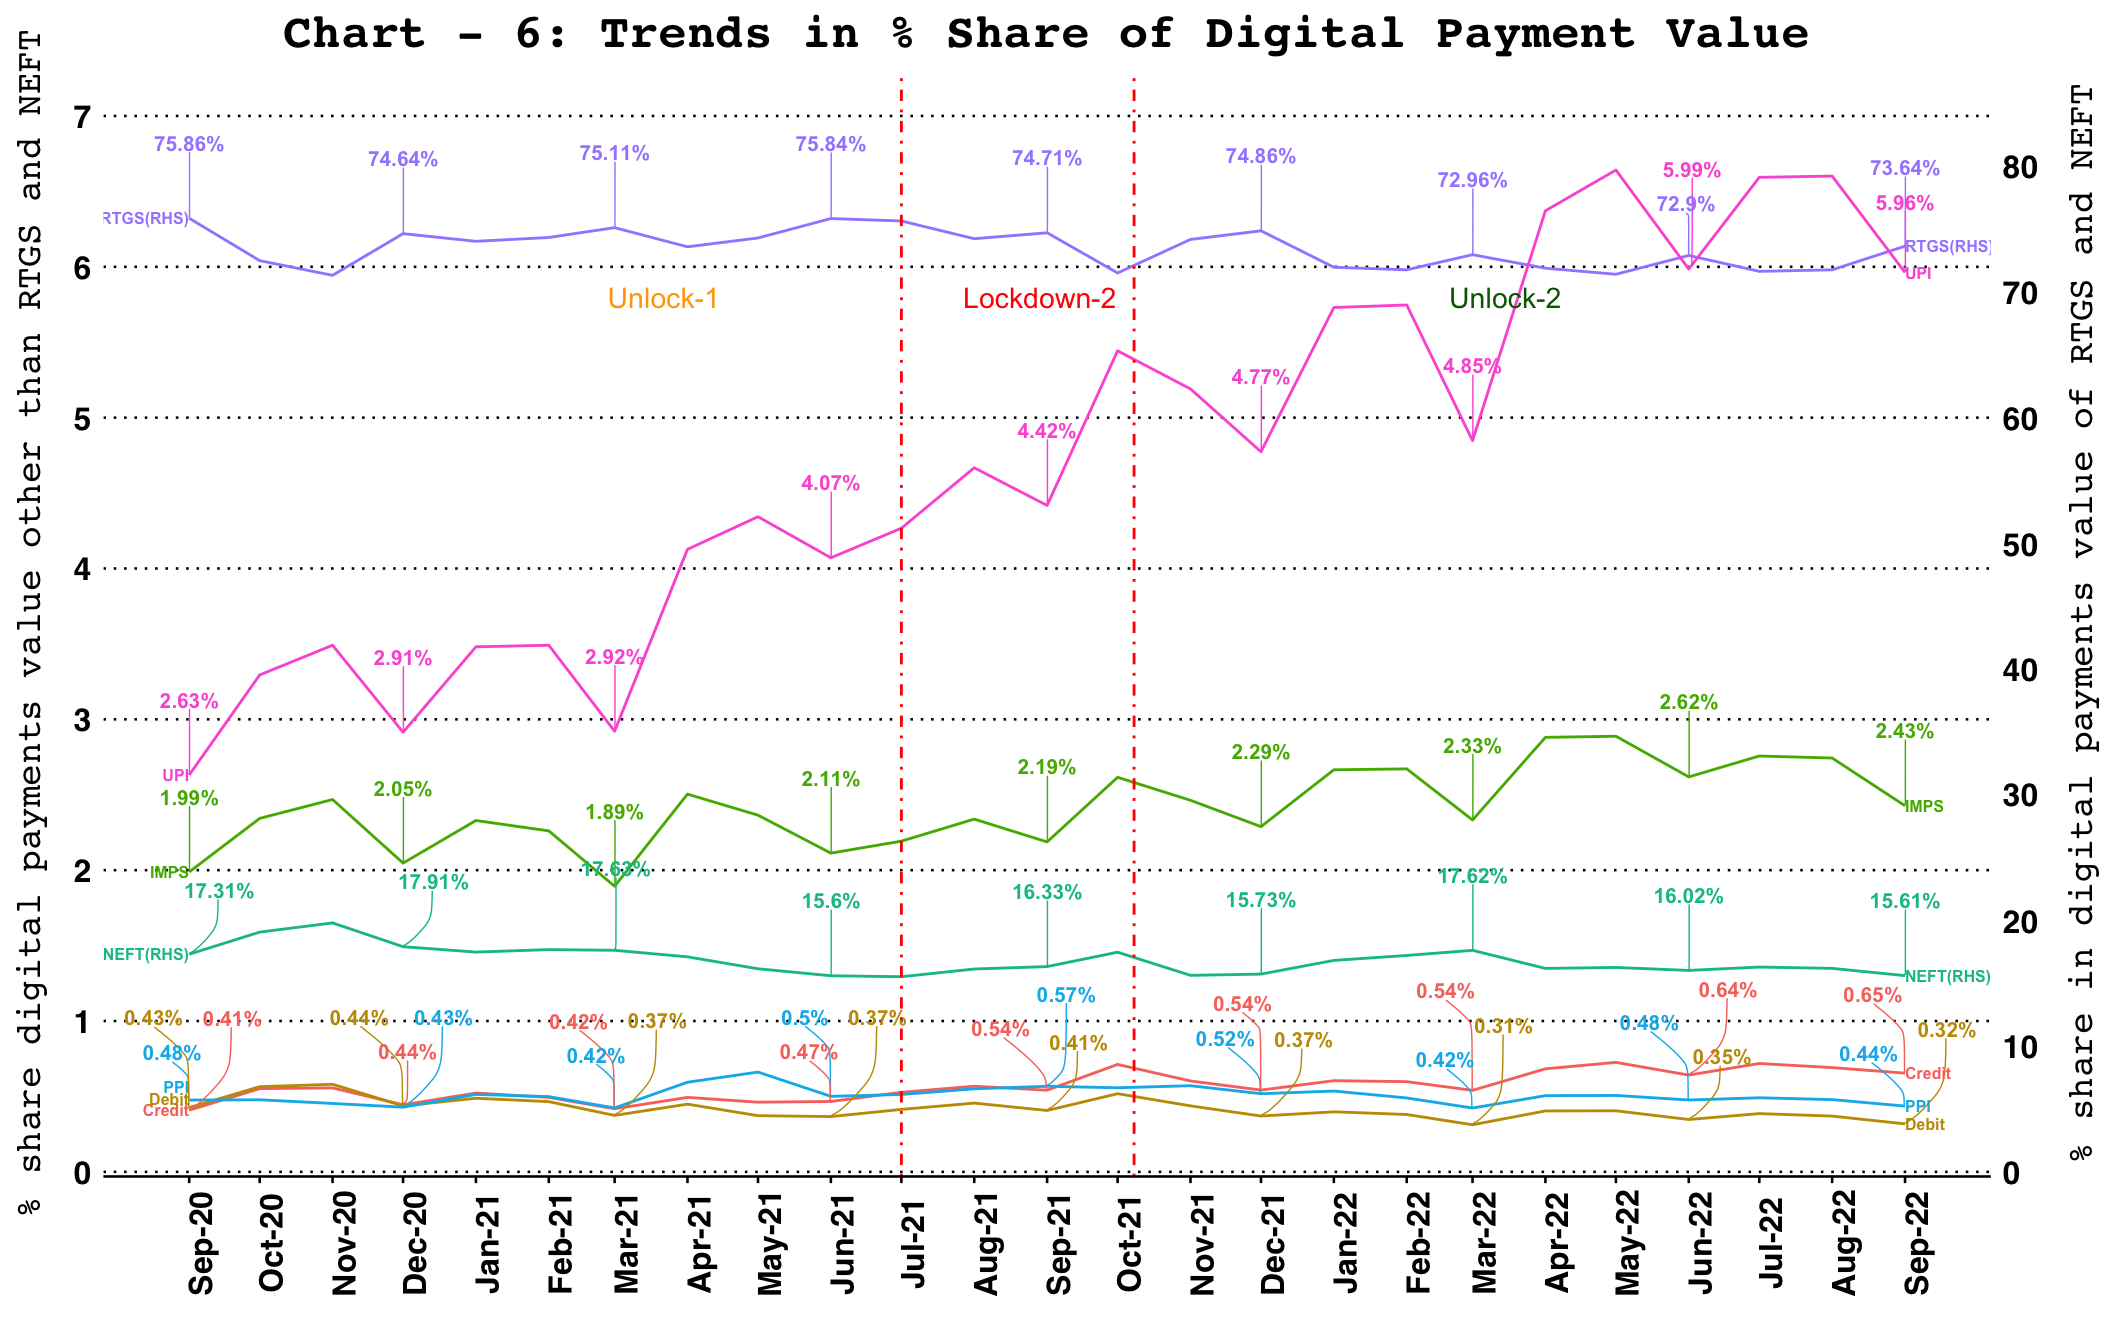 Chart - 6: Trends in % Share of Digital Payment Value
% share digital payments value other than RTGS and NEFT
% share in digital payments value of RTGS and NEFT
7
6
5
4
3
2
1
0
80
70
60
50
40
30
20
10
0
75.86%
74.64%
75.11%
75.84%
74.71%
74.86%
72.96%
72.9%
73.64%
RTGS(RHS)
RTGS(RHS)
Unlock-1
Lockdown-2
Unlock-2
2.63%
2.91%
2.92%
4.07%
4.42%
4.77%
4.85%
5.99%
5.96%
UPI
UPI
1.99%
2.05%
1.89%
2.11%
2.19%
2.29%
2.33%
2.62%
2.43%
IMPS
IMPS
17.31%
17.91%
17.63%
15.6%
16.33%
15.73%
17.62%
16.02%
15.61%
NEFT(RHS)
NEFT(RHS)
0.43%
0.41%
0.48%
0.44%
0.43%
0.44%
0.42%
0.37%
0.42%
0.5%
0.37%
0.47%
0.57%
0.54%
0.41%
0.54%
0.52%
0.37%
0.54%
0.31%
0.42%
0.64%
0.48%
0.35%
0.65%
0.32%
0.44%
PPI
Debit
Credit
Credit
PPI
Debit
Sep-20
Oct-20
Nov-20
Dec-20
Jan-21
Feb-21
Mar-21
Apr-21
May-21
Jun-21
Jul-21
Aug-21
Sep-21
Oct-21
Nov-21
Dec-21
Jan-22
Feb-22
Mar-22
Apr-22
May-22
Jun-22
Jul-22
Aug-22
Sep-22